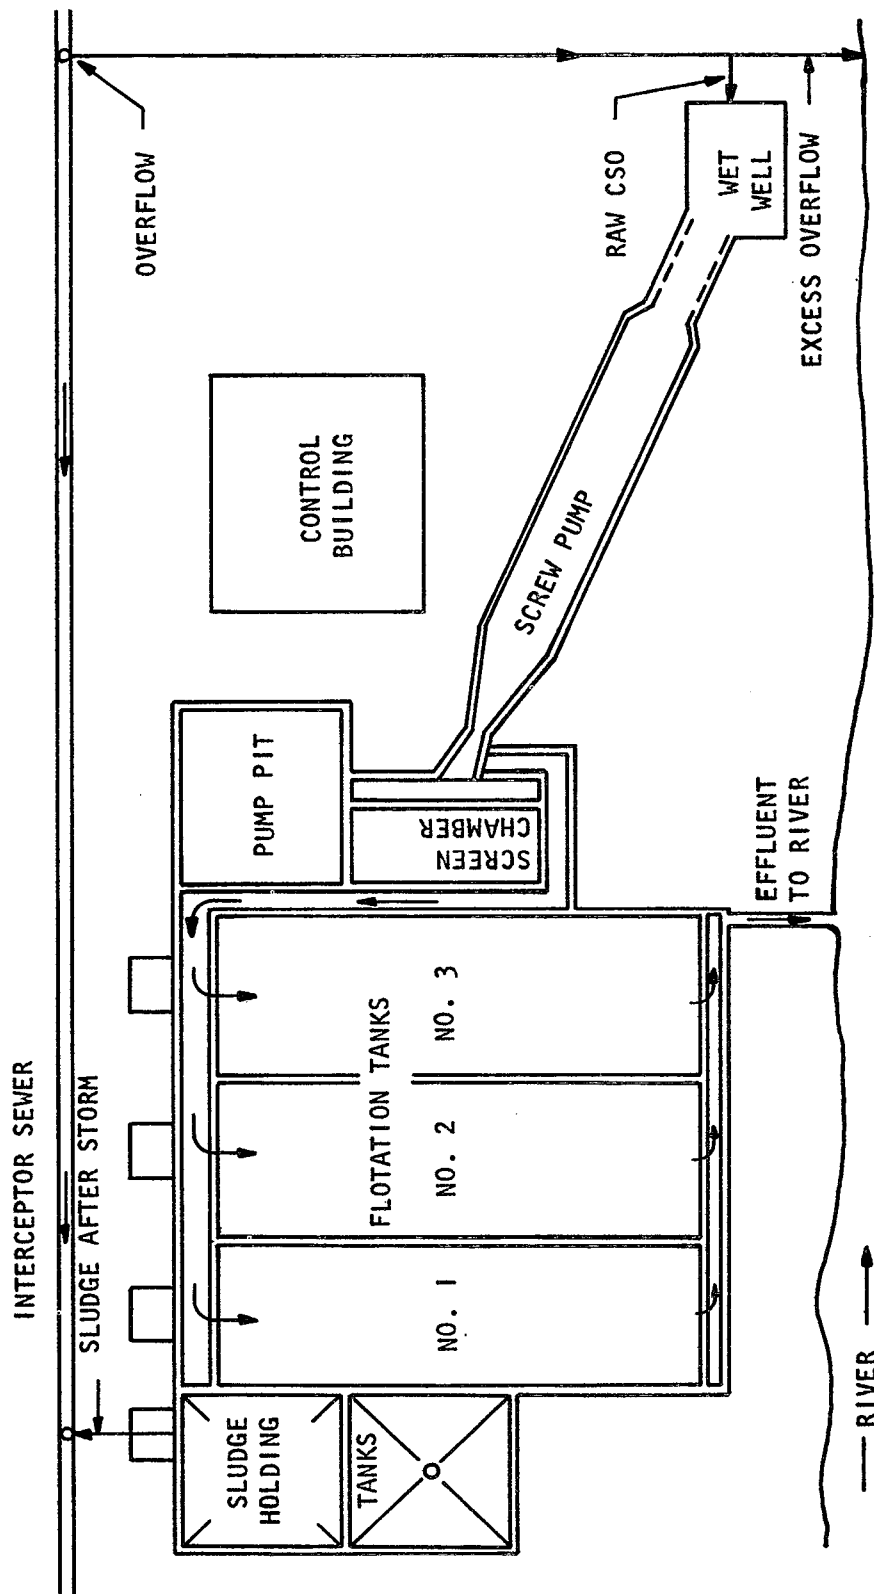 INTERCEPTOR SEWER
SLUDGE AFTER STORM
OVERFLOW
SLUDGE
HOLDING
TANKS
PUMP PIT
CONTROL
BUILDING
SCREEN
CHAMBER
FLOTATION TANKS
NO. 1
NO. 2
NO. 3
SCREW PUMP
RAW CSO
WET
WELL
EXCESS OVERFLOW
EFFLUENT
TO RIVER
RIVER